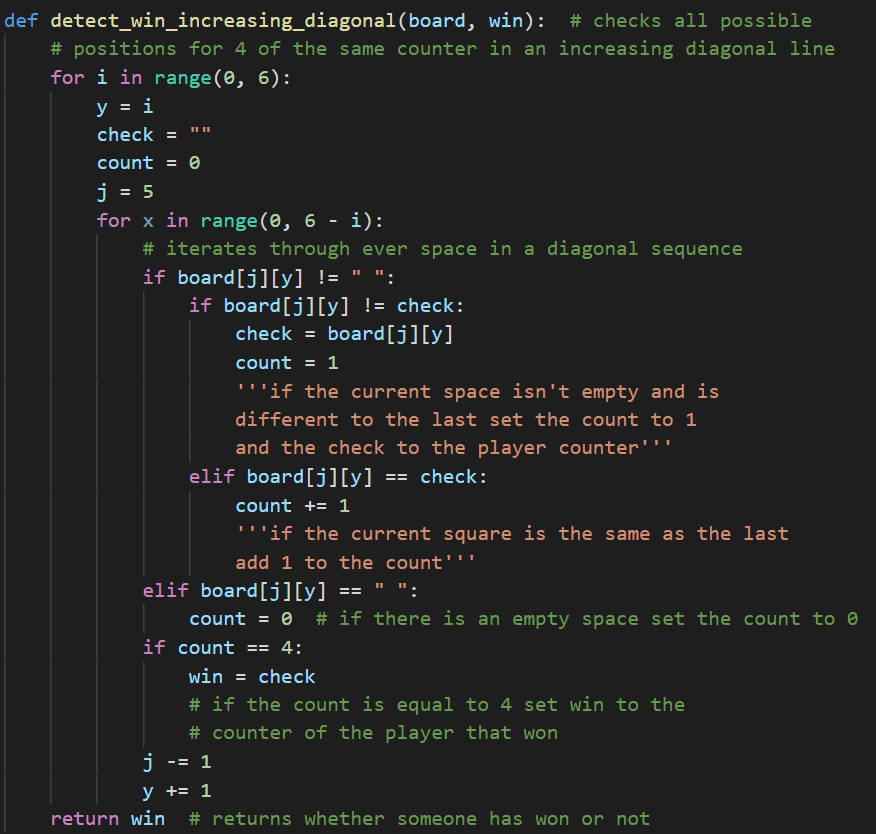 def detect_win_increasing_diagonal(board, win):  # checks all possible
    # positions for 4 of the same counter in an increasing diagonal line
    for i in range(0, 6):
        y = i
        check = ""
        count = 0
        j = 5
        for x in range(0, 6 - i):
            # iterates through ever space in a diagonal sequence
            if board[j][y] != " ":
                if board[j][y] != check:
                    check = board[j][y]
                    count = 1
                    '''if the current space isn't empty and is
                    different to the last set the count to 1
                    and the check to the player counter'''
                elif board[j][y] == check:
                    count += 1
                    '''if the current square is the same as the last
                    add 1 to the count'''
            elif board[j][y] == " ":
                count = 0  # if there is an empty space set the count to 0
            if count == 4:
                win = check
                # if the count is equal to 4 set win to the
                # counter of the player that won
            j -= 1
            y += 1
    return win  # returns whether someone has won or not